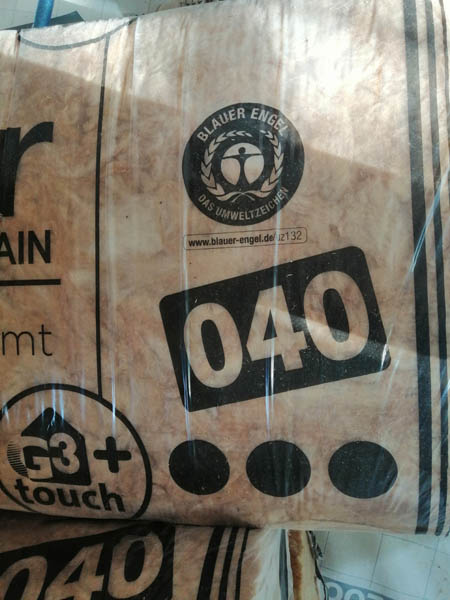 r
BLAUER ENGEL
DAS UMWELTZEICHEN
www.blauer-engel.de/uz132
AIN
040
mt
G3 +
touch
040